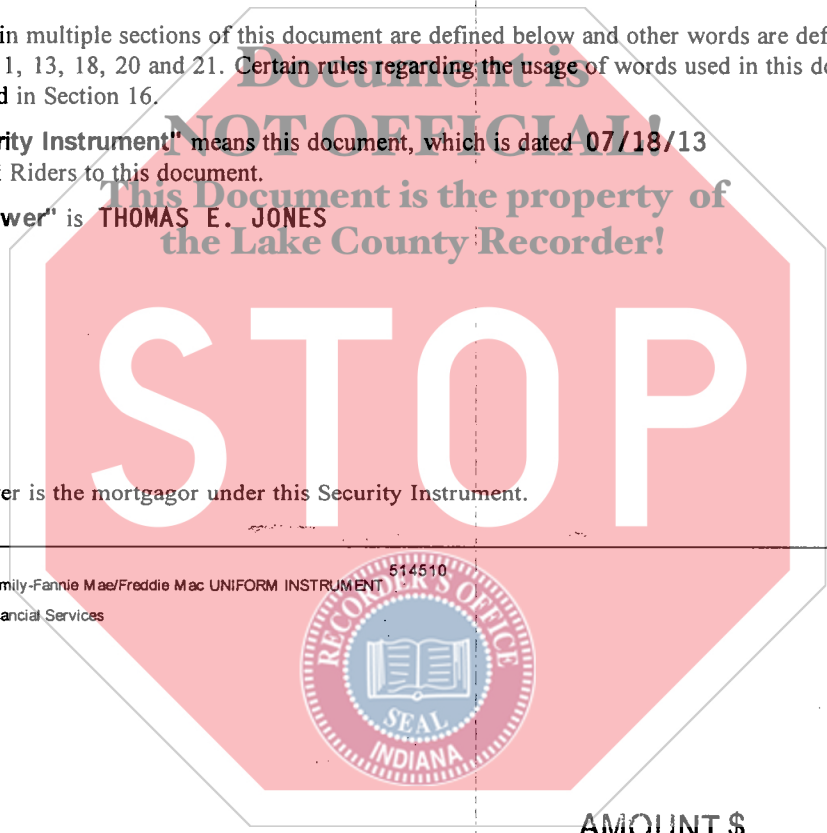 in multiple sections of this document are defined below and other words are def
1, 13, 18, 20 and 21. Certain rules regarding the usage of words used in this do
d in Section 16.
Document is
NOT OFFICIAL!
This Document is the property of
the Lake County Recorder!
rity Instrument" means this document, which is dated 07/18/13
Riders to this document.
wer" is THOMAS E. JONES
STOP
er is the mortgagor under this Security Instrument.
mily-Fannie Mae/Freddie Mac UNIFORM INSTRUMENT 514510
ancial Services
RECORDER'S OFFICE
SEAL
INDIANA
AMOUNT $